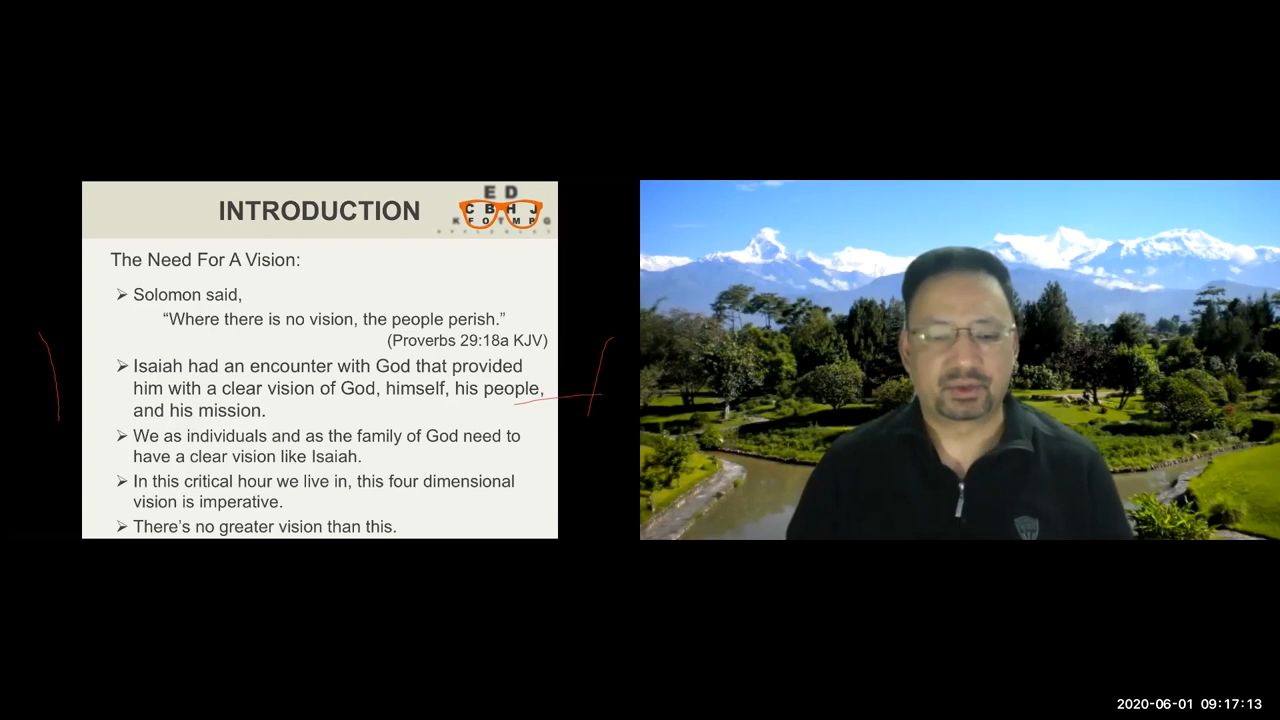 INTRODUCTION
E D
C B H J
K F O T M P G
The Need For A Vision:
➢ Solomon said,
“Where there is no vision, the people perish.”
(Proverbs 29:18a KJV)
➢ Isaiah had an encounter with God that provided
him with a clear vision of God, himself, his people,
and his mission.
➢ We as individuals and as the family of God need to
have a clear vision like Isaiah.
➢ In this critical hour we live in, this four dimensional
vision is imperative.
➢ There’s no greater vision than this.
2020-06-01 09:17:13